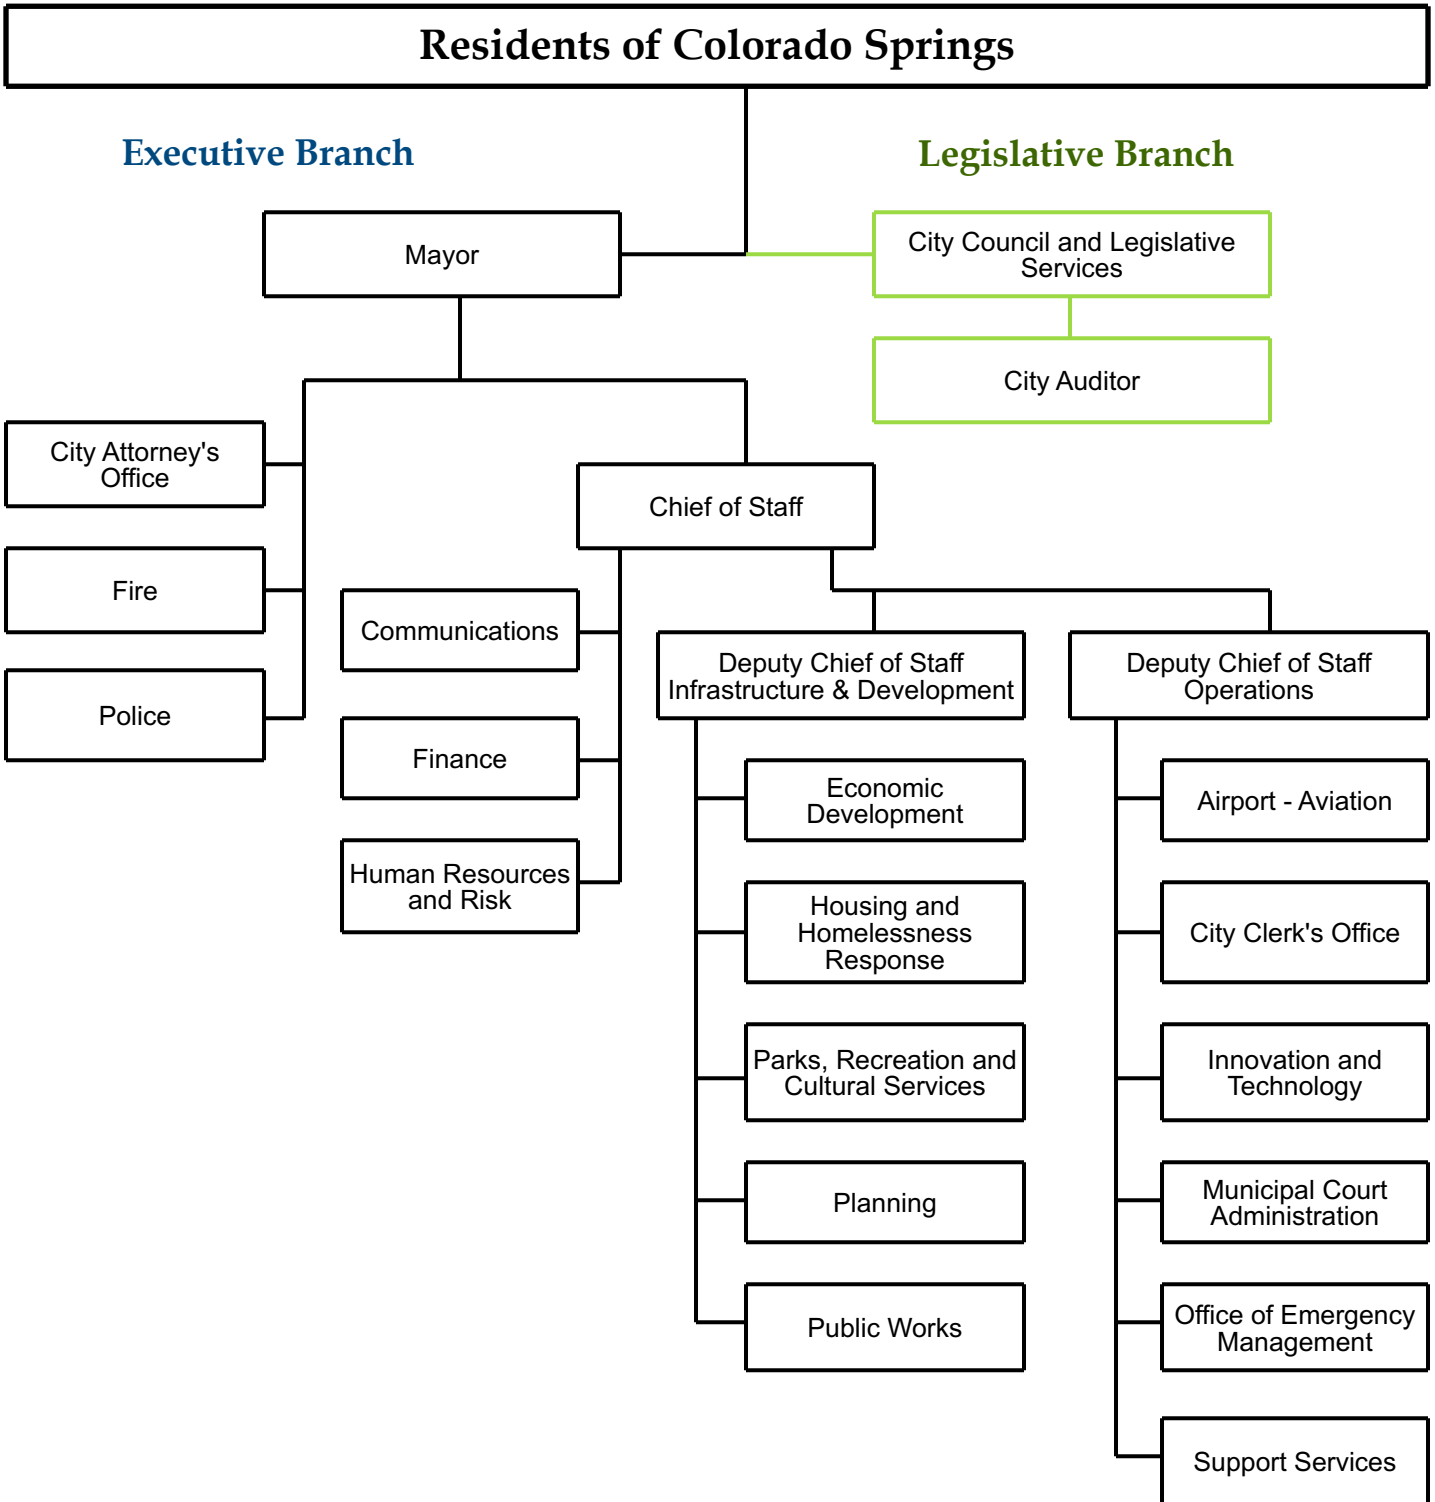 Residents of Colorado Springs
Executive Branch
Legislative Branch
Mayor
City Council and Legislative
Services
City Auditor
City Attorney's
Office
Fire
Police
Chief of Staff
Communications
Finance
Human Resources
and Risk
Deputy Chief of Staff
Infrastructure & Development
Economic
Development
Housing and
Homelessness
Response
Parks, Recreation and
Cultural Services
Planning
Public Works
Deputy Chief of Staff
Operations
Airport - Aviation
City Clerk's Office
Innovation and
Technology
Municipal Court
Administration
Office of Emergency
Management
Support Services